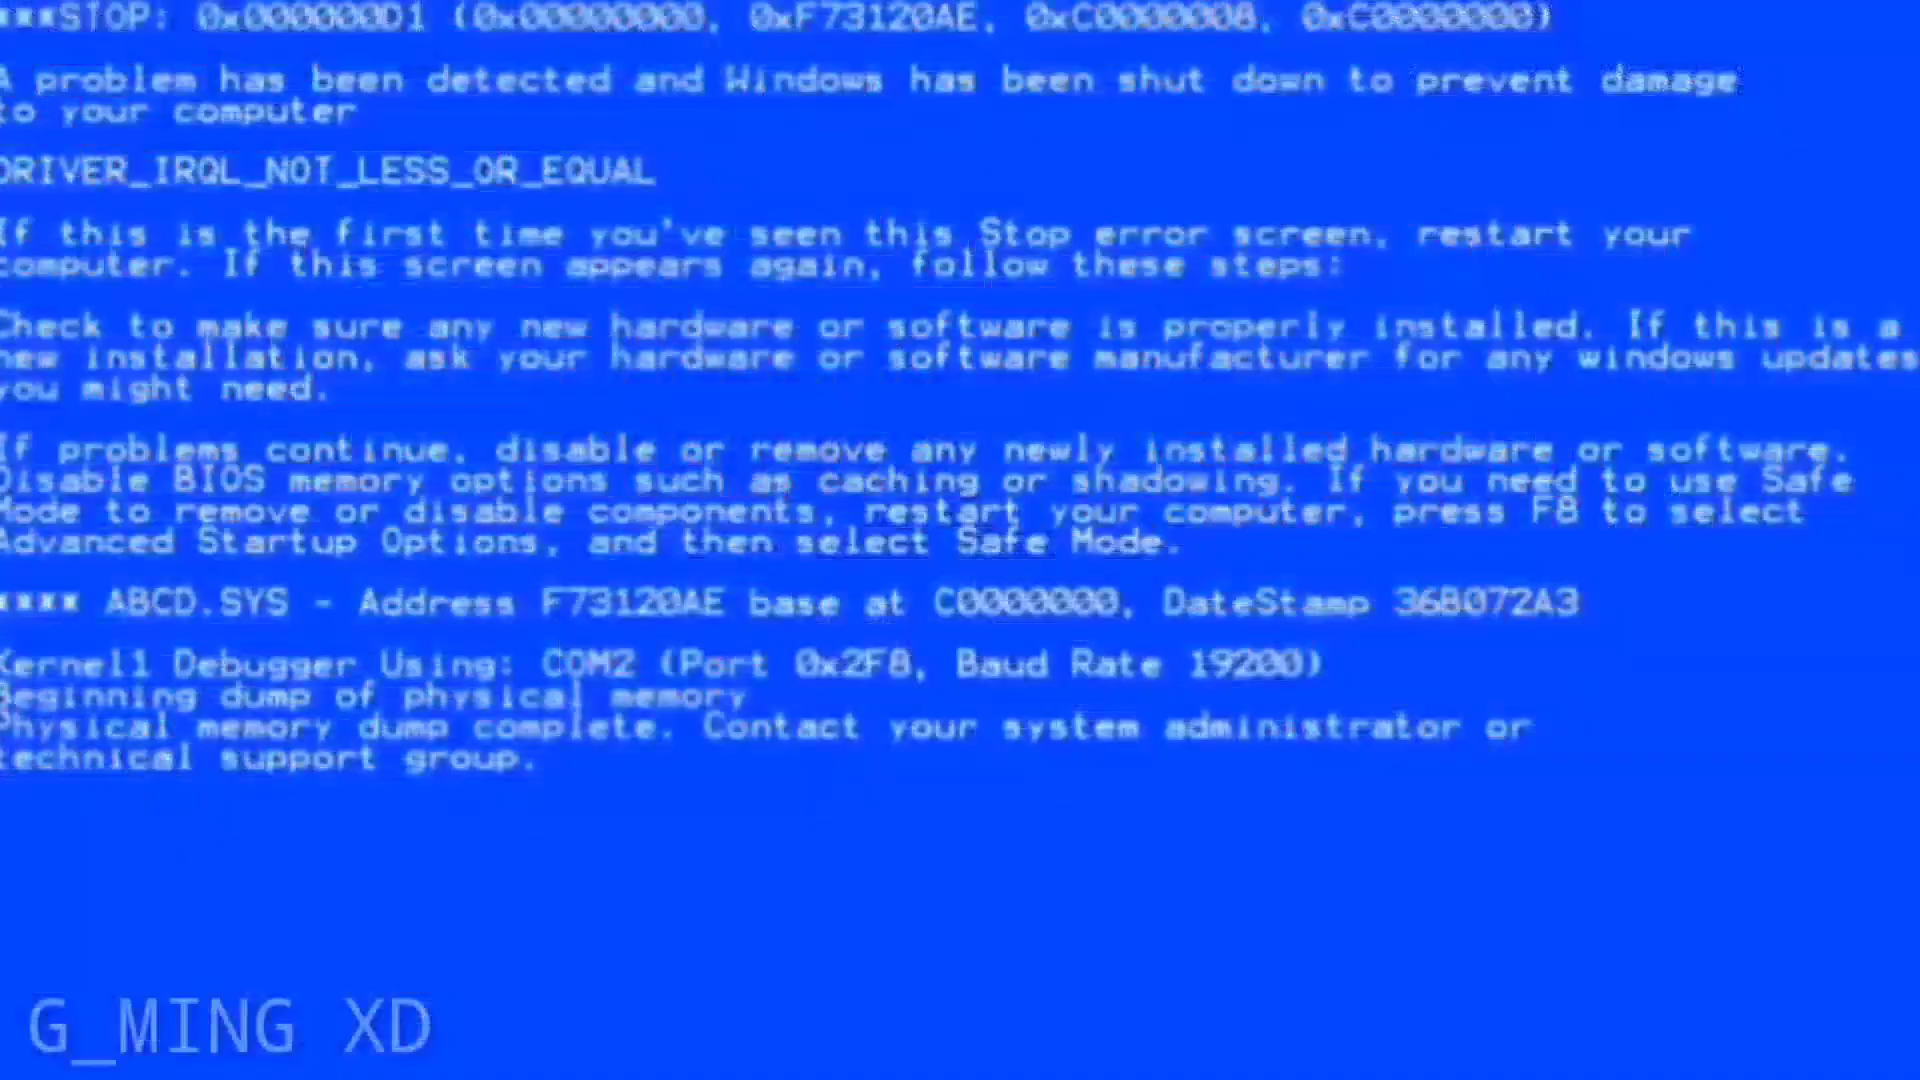 ***STOP: 0x000000D1 (0x00000000, 0xF73120AE, 0xC0000008, 0xC0000000)
A problem has been detected and Windows has been shut down to prevent damage
to your computer
DRIVER_IRQL_NOT_LESS_OR_EQUAL
If this is the first time you've seen this Stop error screen, restart your
computer. If this screen appears again, follow these steps:
Check to make sure any new hardware or software is properly installed. If this is a
new installation, ask your hardware or software manufacturer for any windows updates
you might need.
If problems continue, disable or remove any newly installed hardware or software.
Disable BIOS memory options such as caching or shadowing. If you need to use Safe
Mode to remove or disable components, restart your computer, press F8 to select
Advanced Startup Options, and then select Safe Mode.
**** ABCD.SYS - Address F73120AE base at C0000000, DateStamp 36B072A3
Kernel1 Debugger Using: COM2 (Port 0x2F8, Baud Rate 19200)
Beginning dump of physical memory
Physical memory dump complete. Contact your system administrator or
technical support group.
G_MING XD